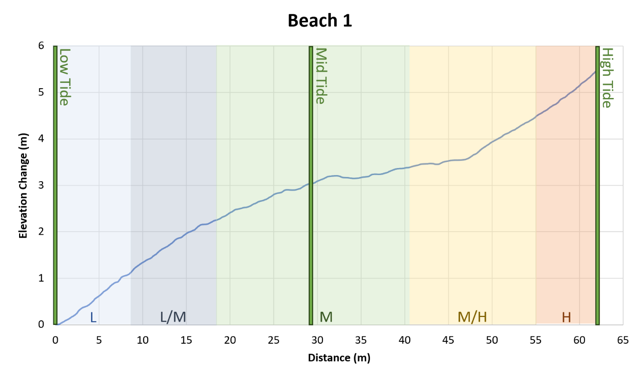 Beach 1
6
5
4
3
2
1
0
Elevation Change (m)
Low Tide
Mid Tide
High Tide
L
L/M
M
M/H
H
0 5 10 15 20 25 30 35 40 45 50 55 60 65
Distance (m)